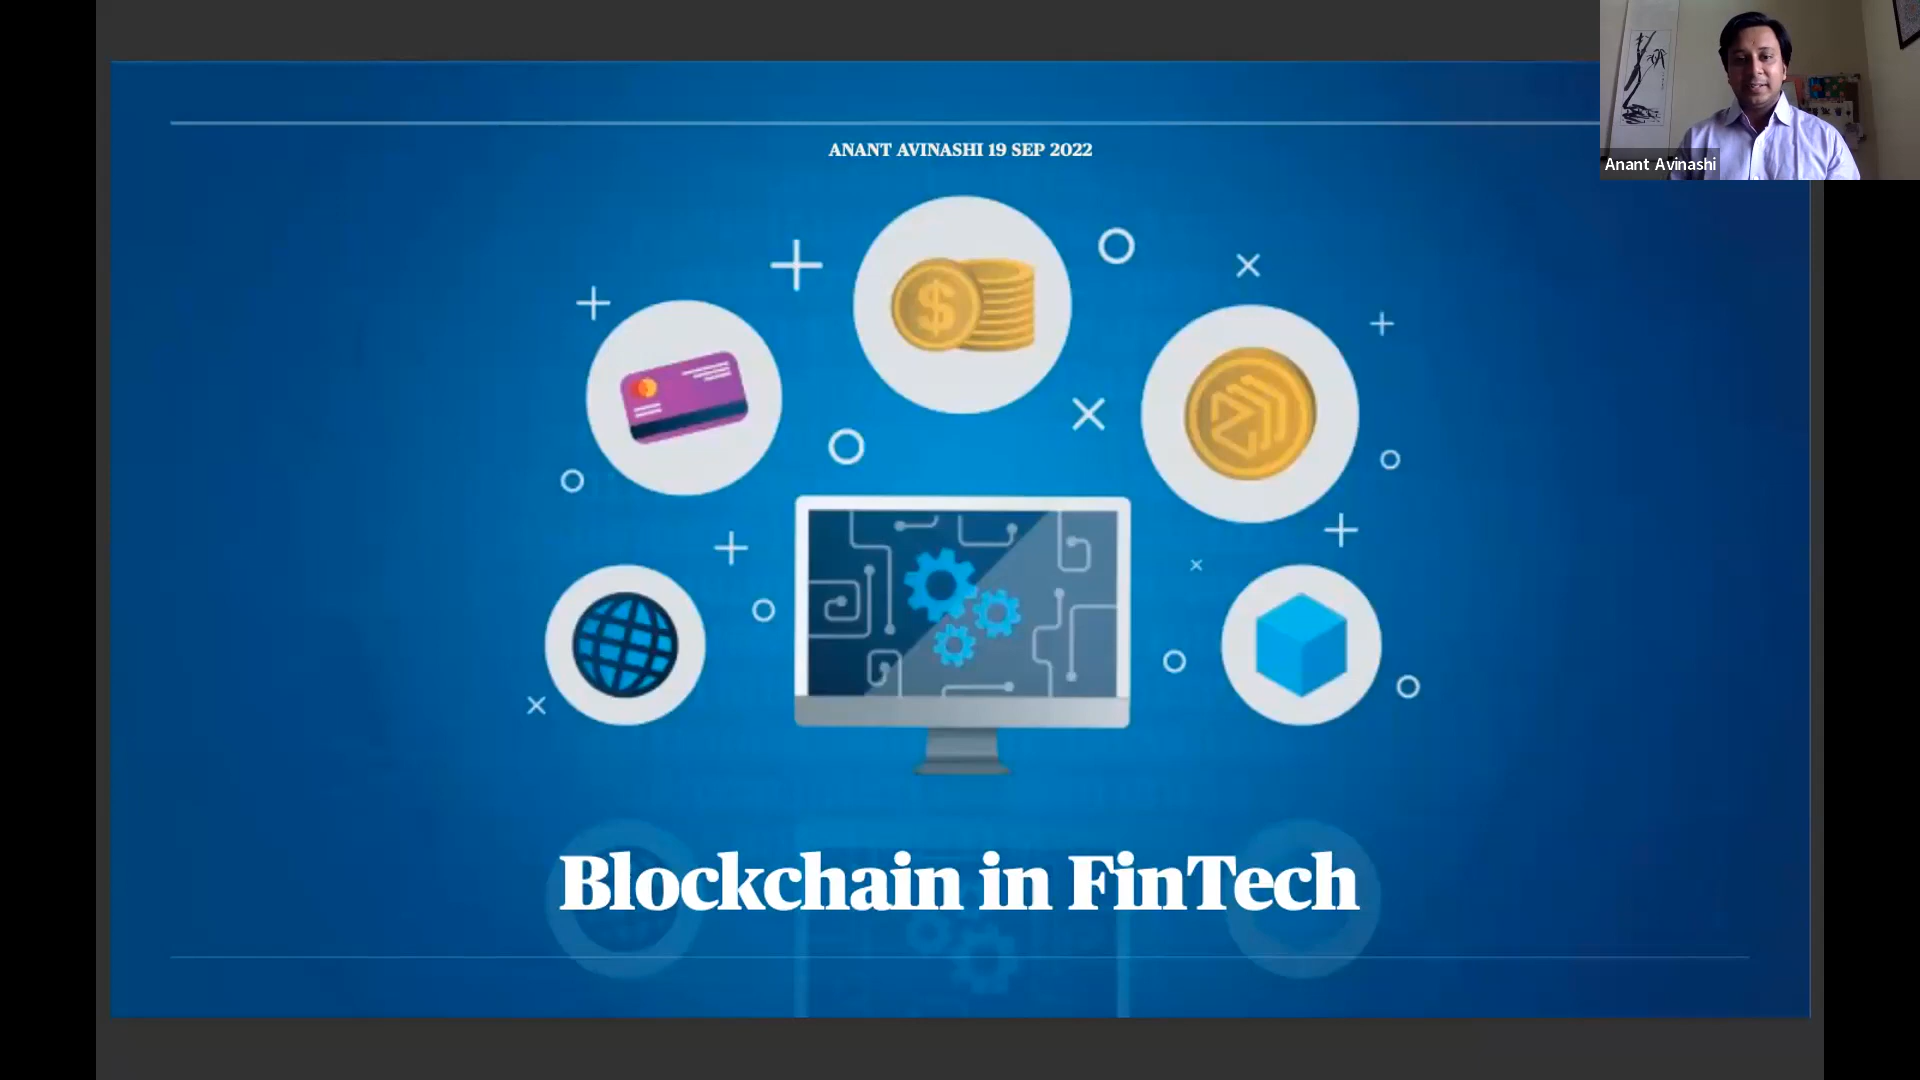 ANANT AVINASHI 19 SEP 2022
Anant Avinashi
$
Blockchain in FinTech